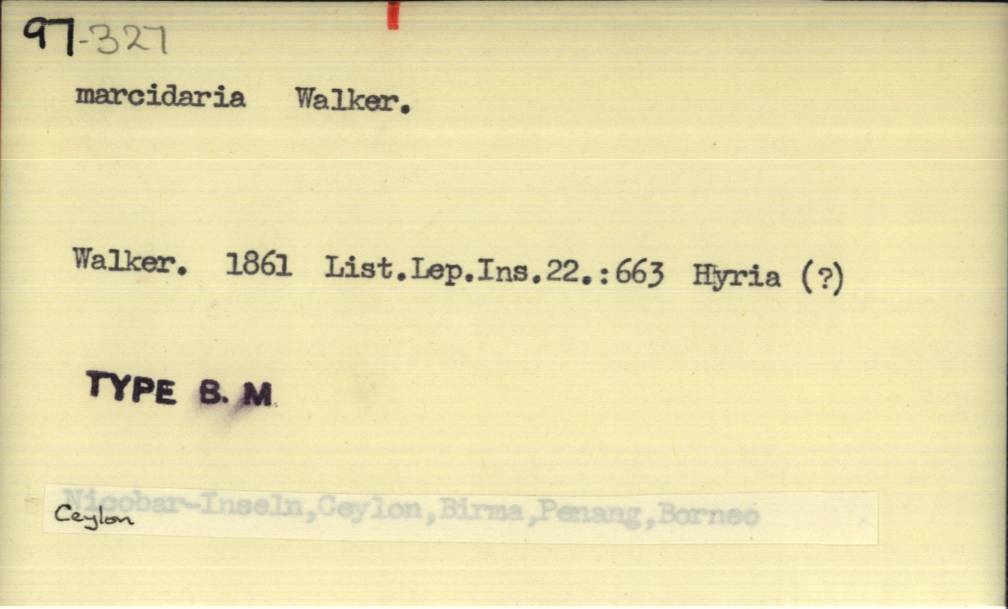 97-327
marcidaria Walker.
Walker. 1861 List.Lep.Ins.22.:663 Hyria (?)
TYPE B. M.
Nicobar-Inseln,Ceylon,Birma,Penang,Borneo
Ceylon